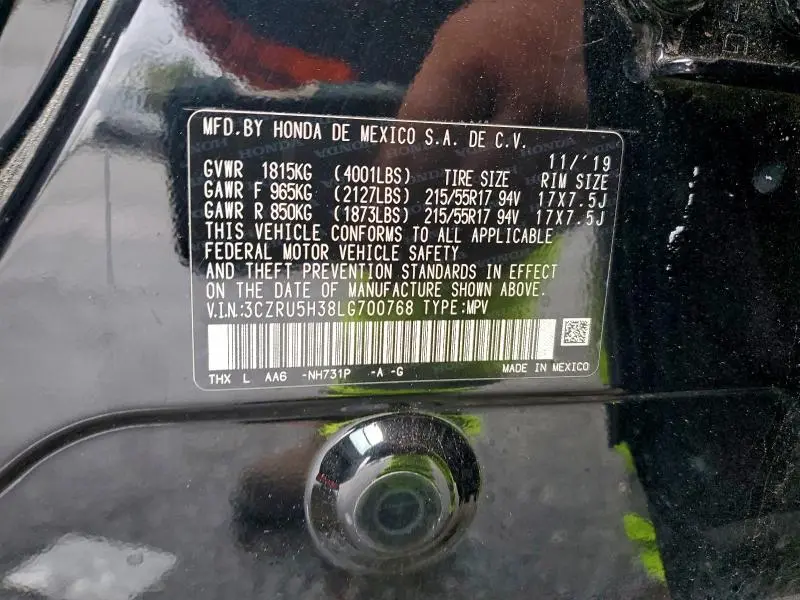 MFD.BY HONDA DE MEXICO S.A. DE C.V.
11/'19
GVWR 1815KG (4001LBS) TIRE SIZE RIM SIZE
GAWR F 965KG (2127LBS) 215/55R17 94V 17X7.5J
GAWR R 850KG (1873LBS) 215/55R17 94V 17X7.5J
THIS VEHICLE CONFORMS TO ALL APPLICABLE
FEDERAL MOTOR VEHICLE SAFETY
AND THEFT PREVENTION STANDARDS IN EFFECT
ON THE DATE OF MANUFACTURE SHOWN ABOVE.
V.I.N.:3CZRU5H38LG700768 TYPE:MPV
THX L AA6 -NH731P -A -G MADE IN MEXICO